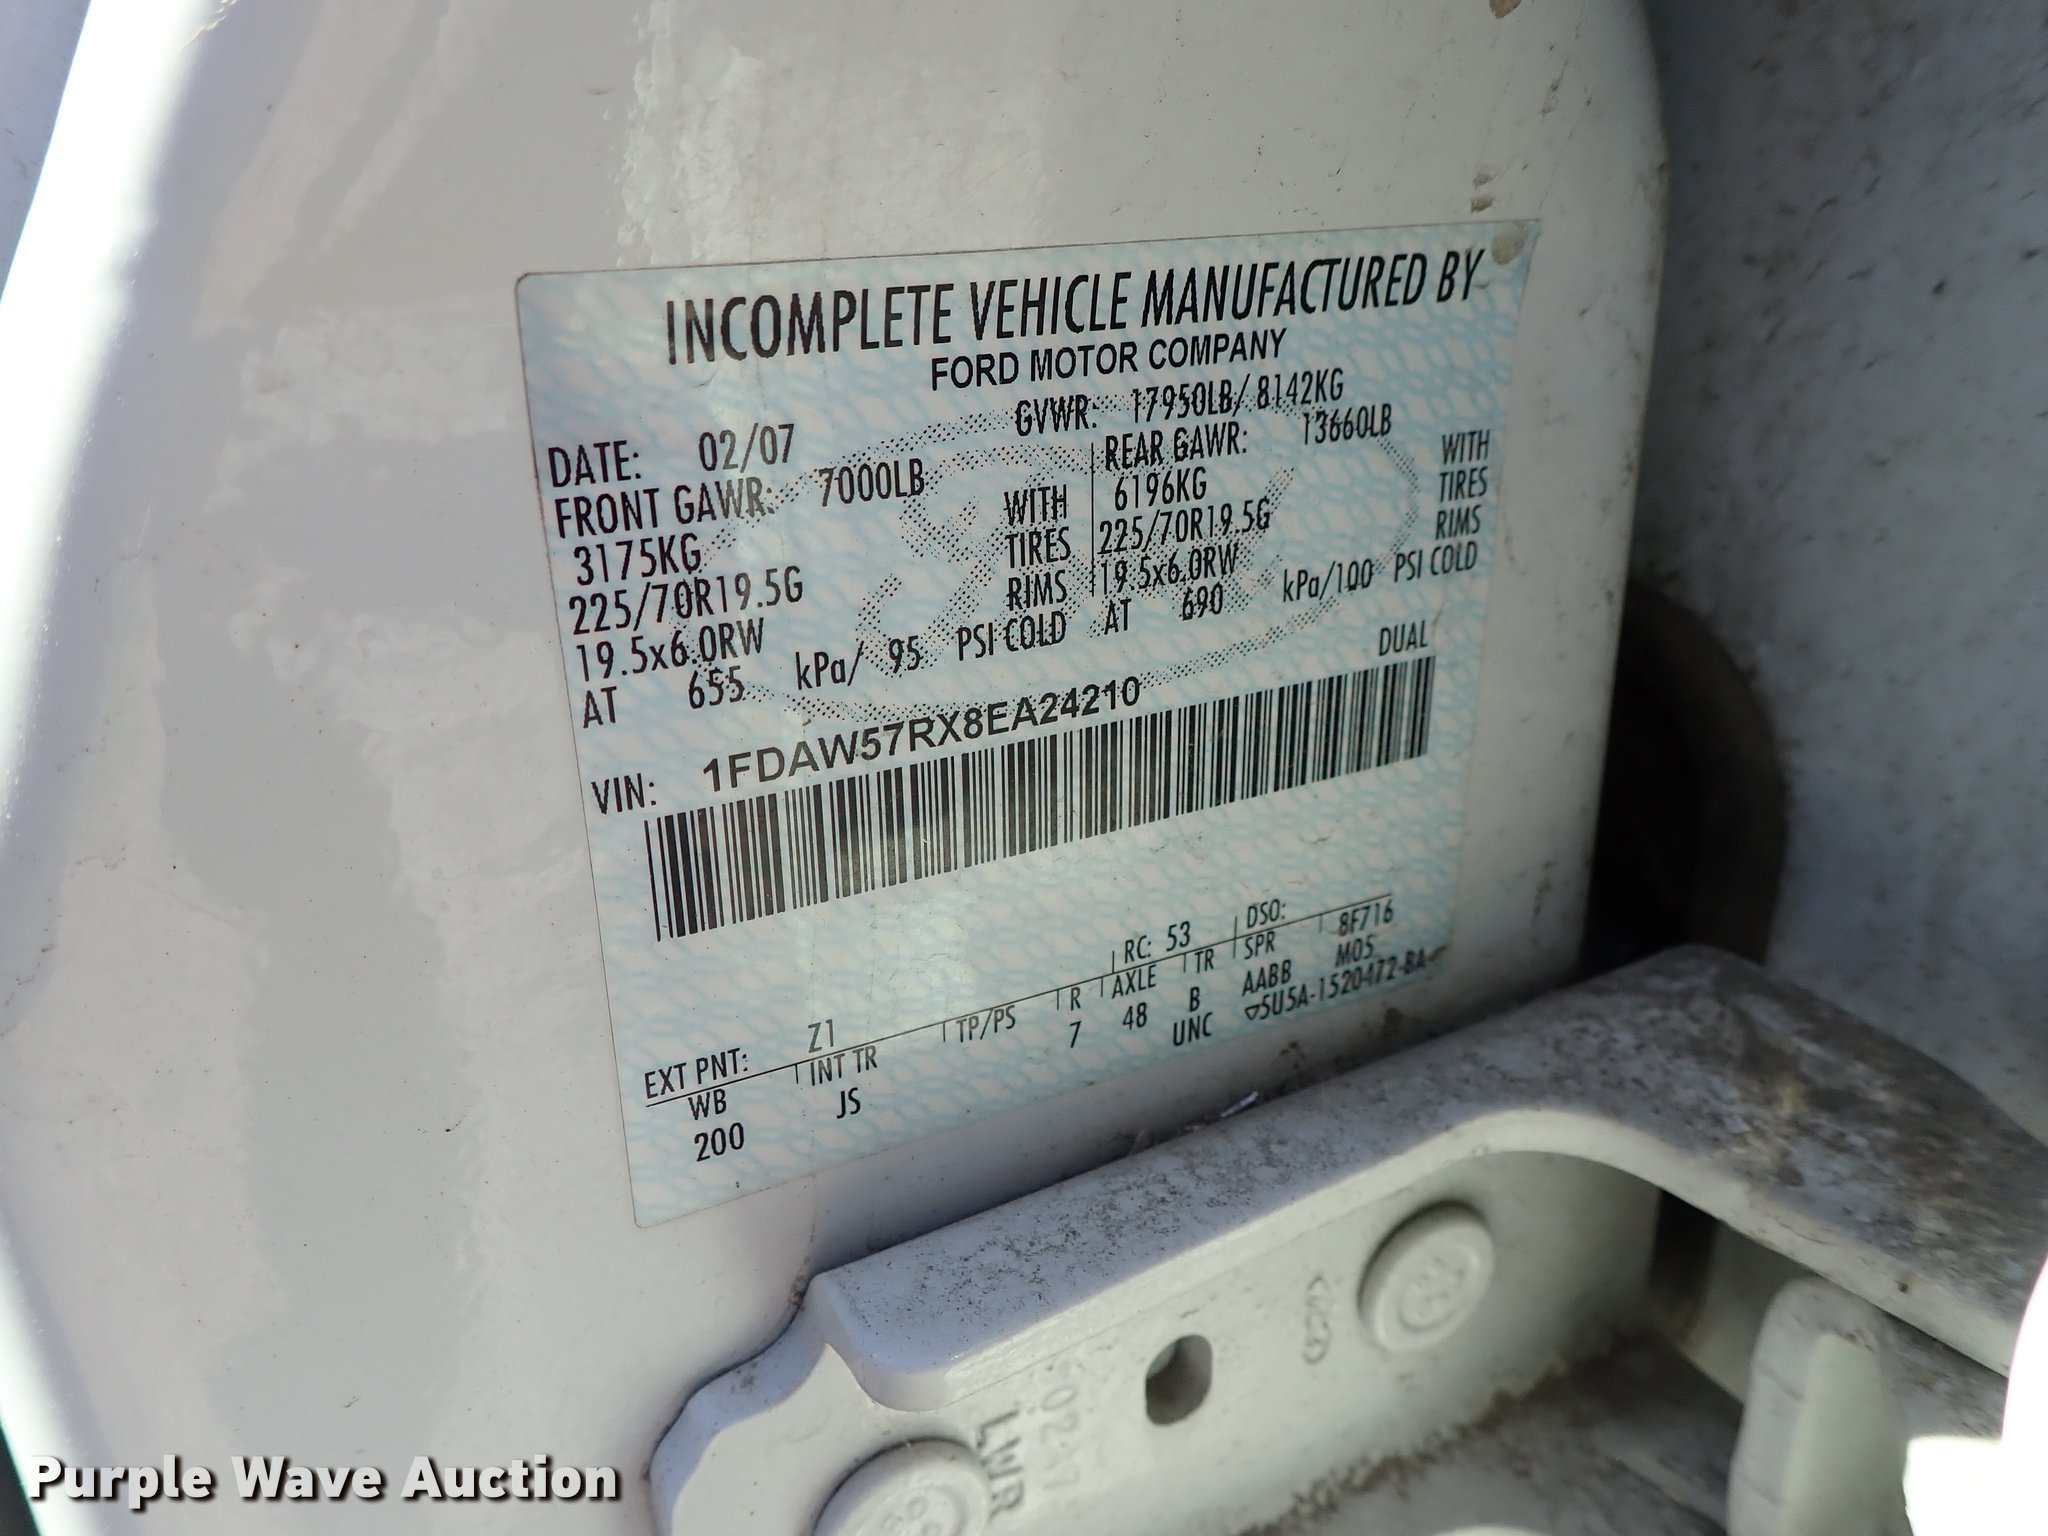 INCOMPLETE VEHICLE MANUFACTURED BY
FORD MOTOR COMPANY
DATE: 02/07 GVWR: 17950LB/ 8142KG
FRONT GAWR: 7000LB REAR GAWR: 13660LB
3175KG WITH 6196KG WITH
225/70R19.5G TIRES 225/70R19.5G TIRES
19.5x6.0RW RIMS 19.5x6.0RW RIMS
AT 655 kPa/ 95 PSI COLD AT 690 kPa/100 PSI COLD
DUAL
VIN: 1FDAW57RX8EA24210
EXT PNT: Z1 RC: 53 DSO: 8F716
WB INT TR TP/PS R AXLE TR SPR M05
200 JS 7 48 B AABB
UNC ▽5U5A-1520472-BA
LWR
Purple Wave Auction